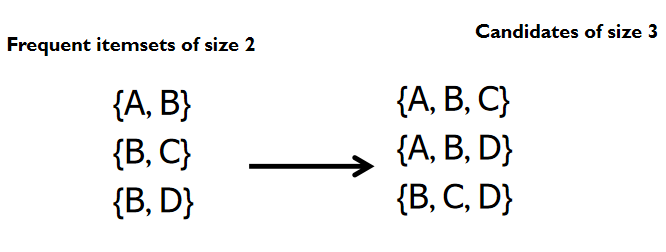 Frequent itemsets of size 2
Candidates of size 3
{A, B}
{B, C}
{B, D}
{A, B, C}
{A, B, D}
{B, C, D}